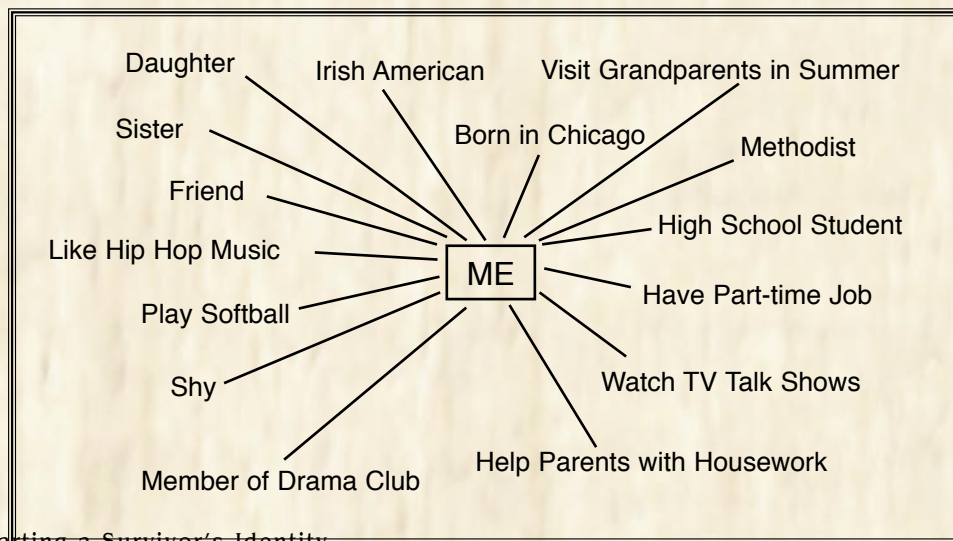 Daughter
Irish American
Visit Grandparents in Summer
Sister
Born in Chicago
Methodist
Friend
High School Student
Like Hip Hop Music
ME
Have Part-time Job
Play Softball
Shy
Watch TV Talk Shows
Help Parents with Housework
Member of Drama Club
a Survivor's Identity